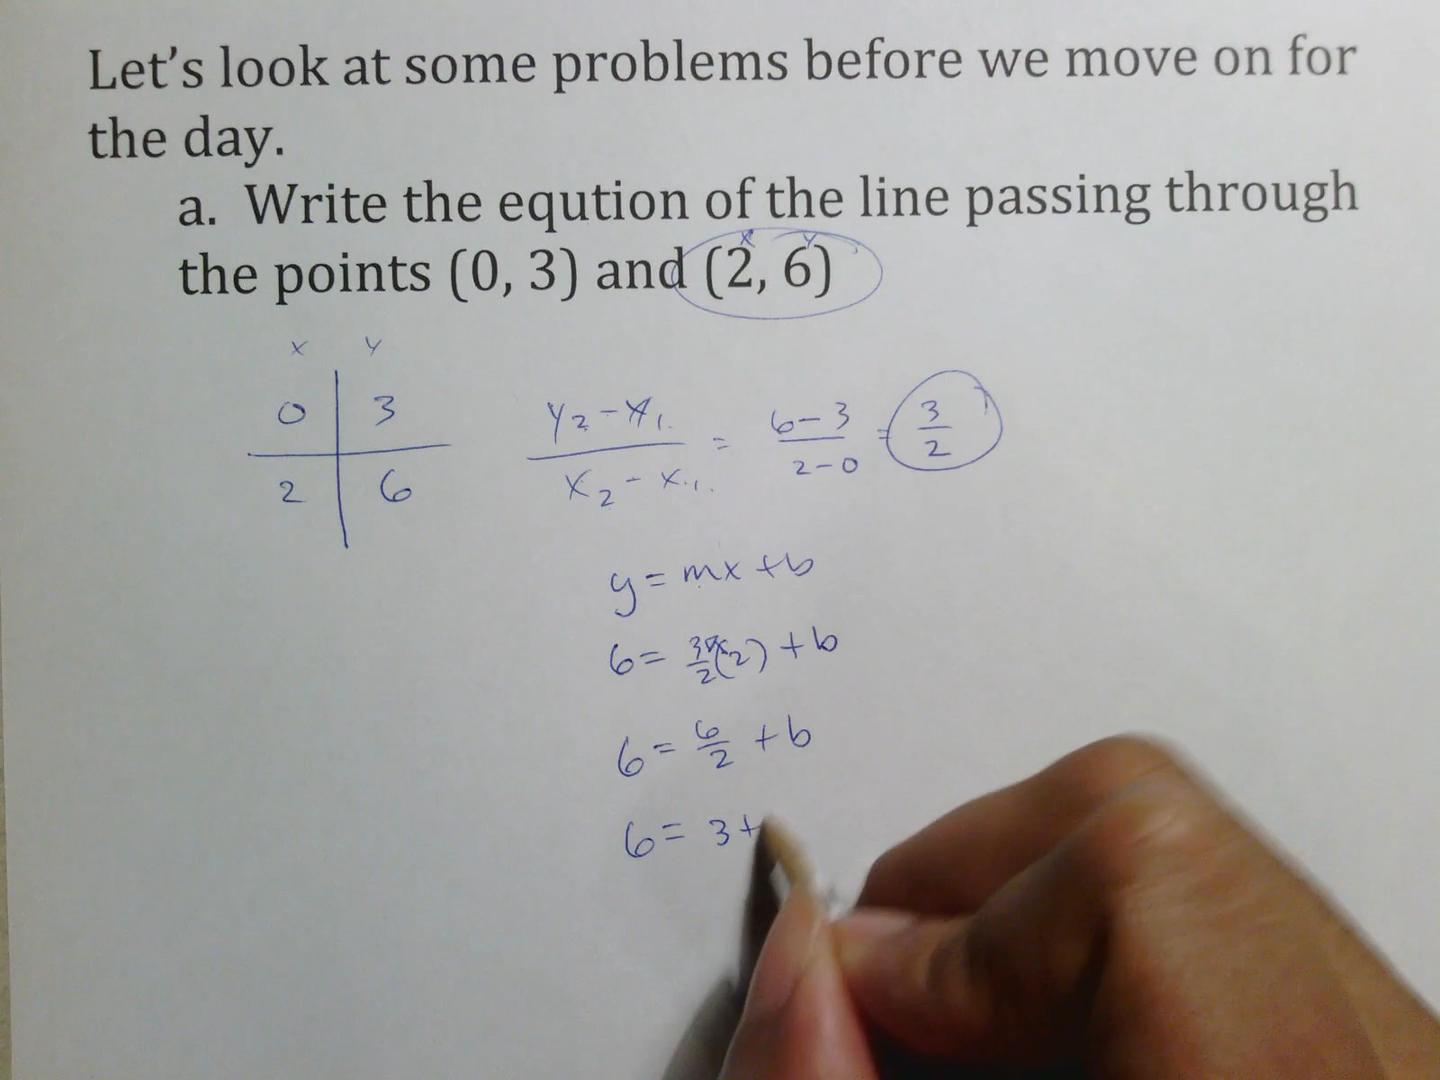 Let's look at some problems before we move on for
the day.
a. Write the eqution of the line passing through
the points (0, 3) and (2, 6)
x y
x y
0 3
2 6
y₂ - y₁ / x₂ - x₁ = 6 - 3 / 2 - 0 = 3/2
y = mx + b
6 = 3/2 (2) + b
6 = 6/2 + b
6 = 3 +